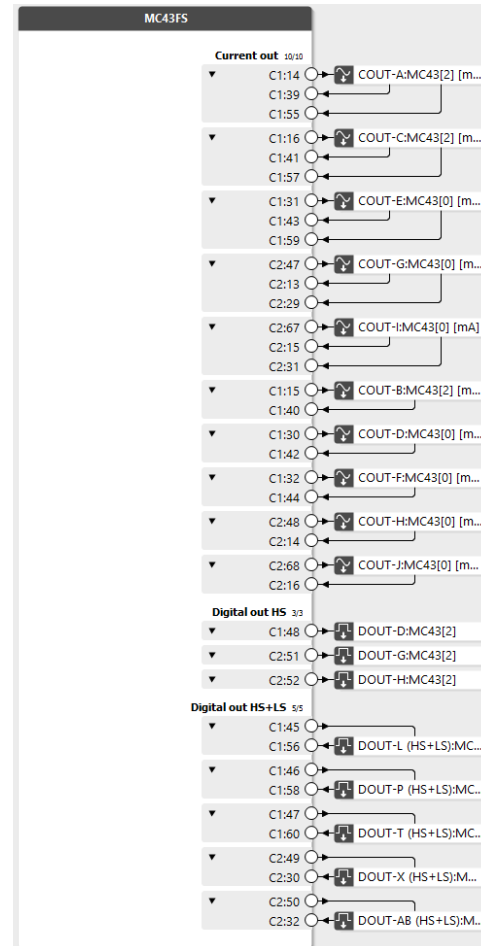 MC43FS
Current out 10/10
C1:14 COUT-A:MC43[2] [m...
C1:39
C1:55
C1:16 COUT-C:MC43[2] [m...
C1:41
C1:57
C1:31 COUT-E:MC43[0] [m...
C1:43
C1:59
C2:47 COUT-G:MC43[0] [m...
C2:13
C2:29
C2:67 COUT-I:MC43[0] [mA]
C2:15
C2:31
C1:15 COUT-B:MC43[2] [m...
C1:40
C1:30 COUT-D:MC43[0] [m...
C1:42
C1:32 COUT-F:MC43[0] [m...
C1:44
C2:48 COUT-H:MC43[0] [m...
C2:14
C2:68 COUT-J:MC43[0] [m...
C2:16
Digital out HS 3/3
C1:48 DOUT-D:MC43[2]
C2:51 DOUT-G:MC43[2]
C2:52 DOUT-H:MC43[2]
Digital out HS+LS 5/5
C1:45
C1:56 DOUT-L (HS+LS):MC...
C1:46
C1:58 DOUT-P (HS+LS):MC...
C1:47
C1:60 DOUT-T (HS+LS):MC...
C2:49
C2:30 DOUT-X (HS+LS):M...
C2:50
C2:32 DOUT-AB (HS+LS):M...